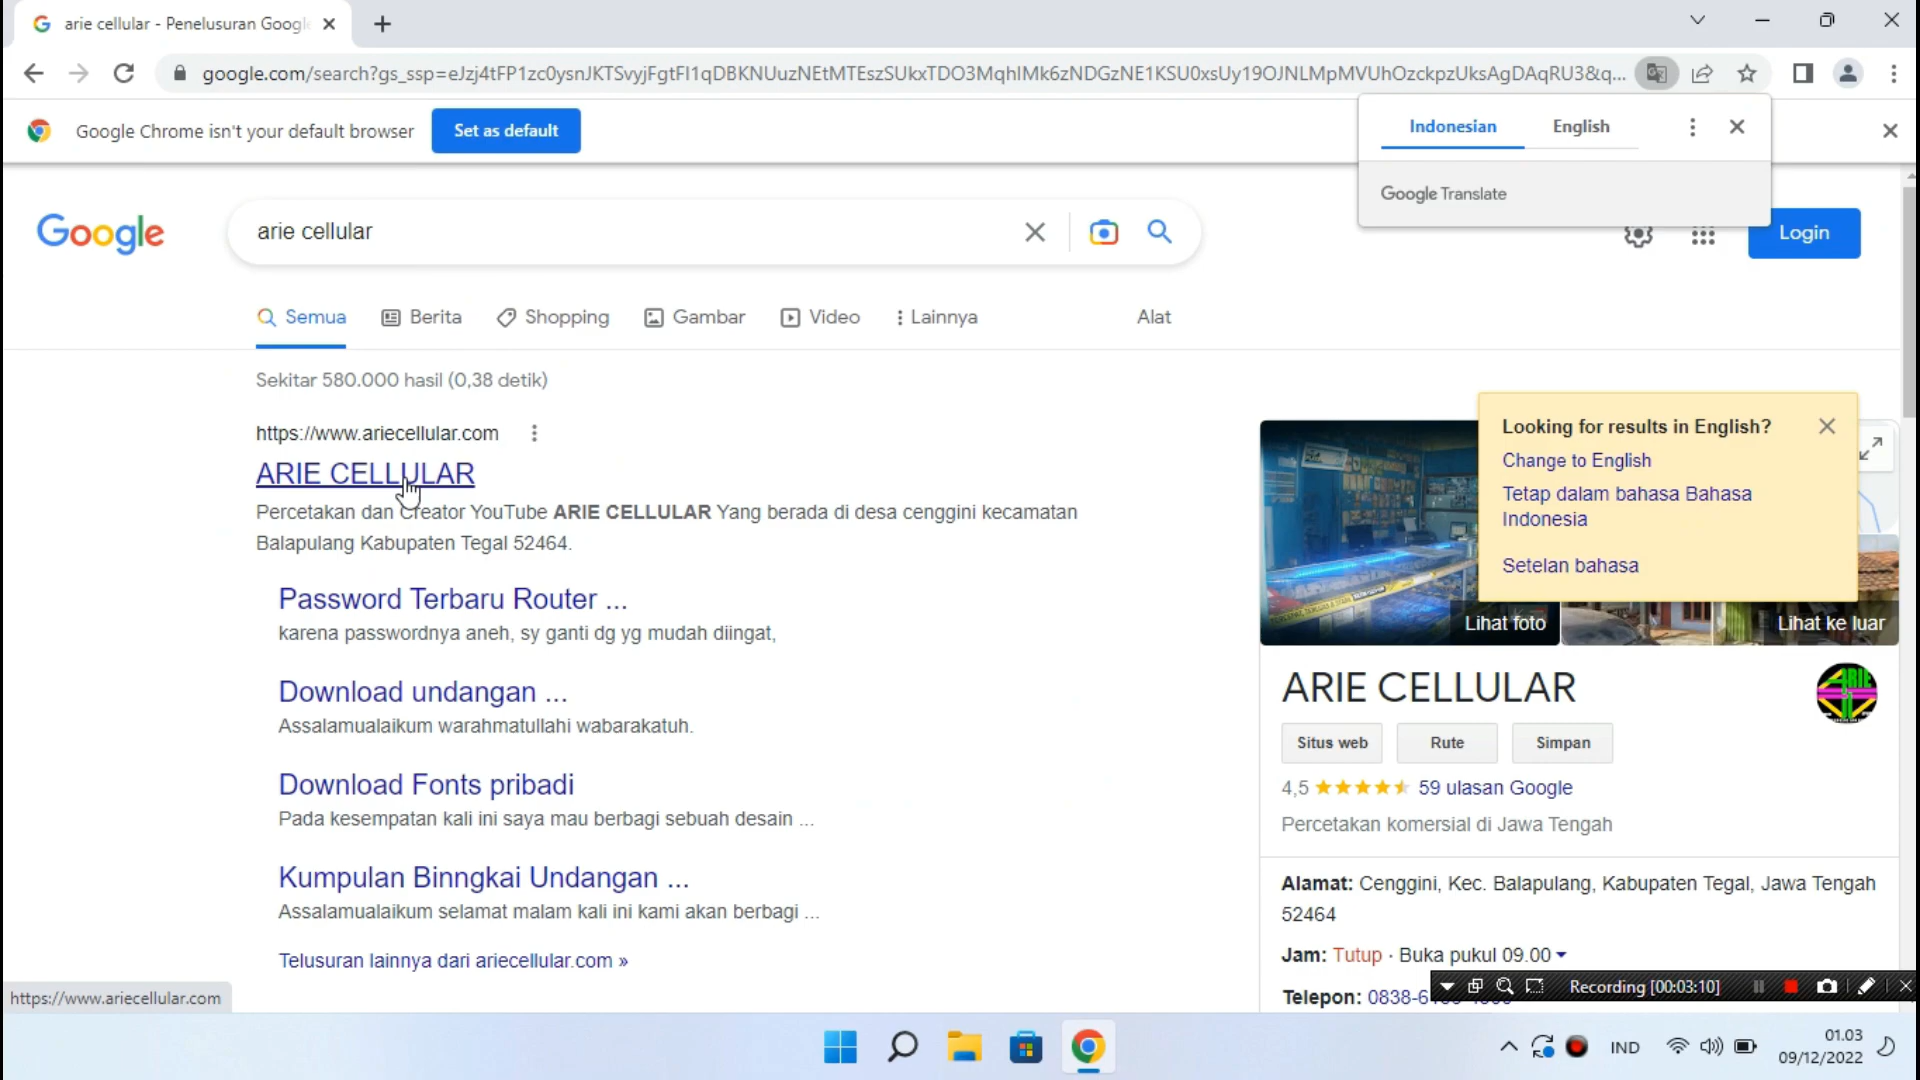 arie cellular - Penelusuran Googl
google.com/search?gs_ssp=eJzj4tFP1zc0ysnJKTSvyjFgtFI1qDBKNUuzNEtMTEszSUkxTDO3MqhIMk6zNDGzNE1KSU0xsUy19OJNLMpMVUhOzckpzUksAgDAqRU3&q...
Google Chrome isn't your default browser
Set as default
Indonesian
English
Google Translate
Google
arie cellular
Login
Semua
Berita
Shopping
Gambar
Video
Lainnya
Alat
Sekitar 580.000 hasil (0,38 detik)
https://www.ariecellular.com
ARIE CELLULAR
Percetakan dan Creator YouTube ARIE CELLULAR Yang berada di desa cenggini kecamatan
Balapulang Kabupaten Tegal 52464.
Password Terbaru Router ...
karena passwordnya aneh, sy ganti dg yg mudah diingat,
Download undangan ...
Assalamualaikum warahmatullahi wabarakatuh.
Download Fonts pribadi
Pada kesempatan kali ini saya mau berbagi sebuah desain ...
Kumpulan Binngkai Undangan ...
Assalamualaikum selamat malam kali ini kami akan berbagi ...
Telusuran lainnya dari ariecellular.com »
https://www.ariecellular.com
Looking for results in English?
Change to English
Tetap dalam bahasa Bahasa
Indonesia
Setelan bahasa
Lihat foto
Lihat ke luar
ARIE CELLULAR
ARIE
Situs web
Rute
Simpan
4,5
59 ulasan Google
Percetakan komersial di Jawa Tengah
Alamat: Cenggini, Kec. Balapulang, Kabupaten Tegal, Jawa Tengah
52464
Jam: Tutup · Buka pukul 09.00
Telepon: 0838-6
Recording [00:03:10]
IND
01.03
09/12/2022